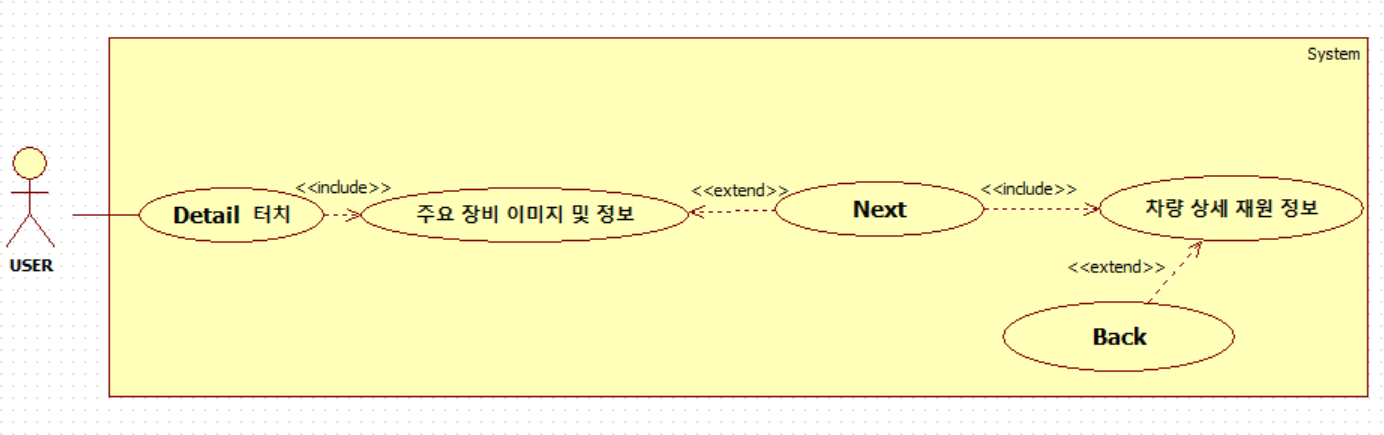 System
<<include>>
<<extend>>
<<include>>
Detail 터치
주요 장비 이미지 및 정보
Next
차량 상세 재원 정보
USER
<<extend>>
Back